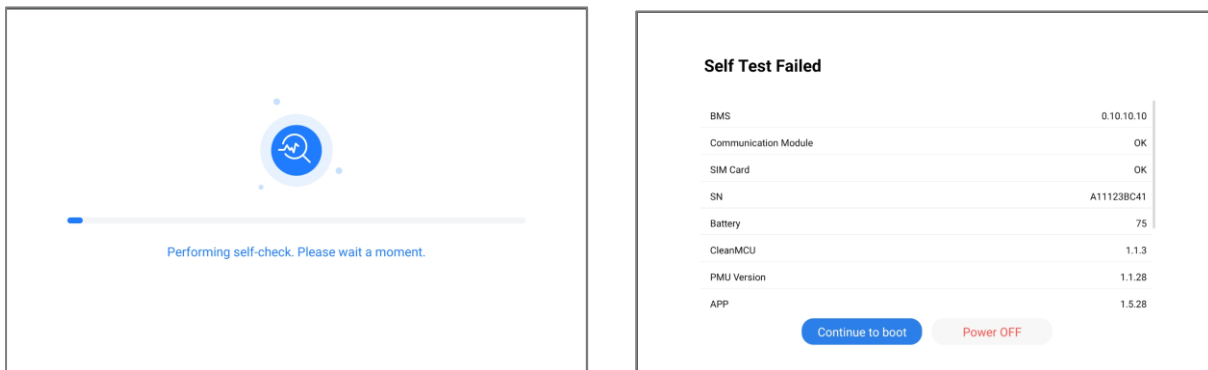 Performing self-check. Please wait a moment.
Self Test Failed
BMS 0.10.10.10
Communication Module OK
SIM Card OK
SN A11123BC41
Battery 75
CleanMCU 1.1.3
PMU Version 1.1.28
APP 1.5.28
Continue to boot Power OFF